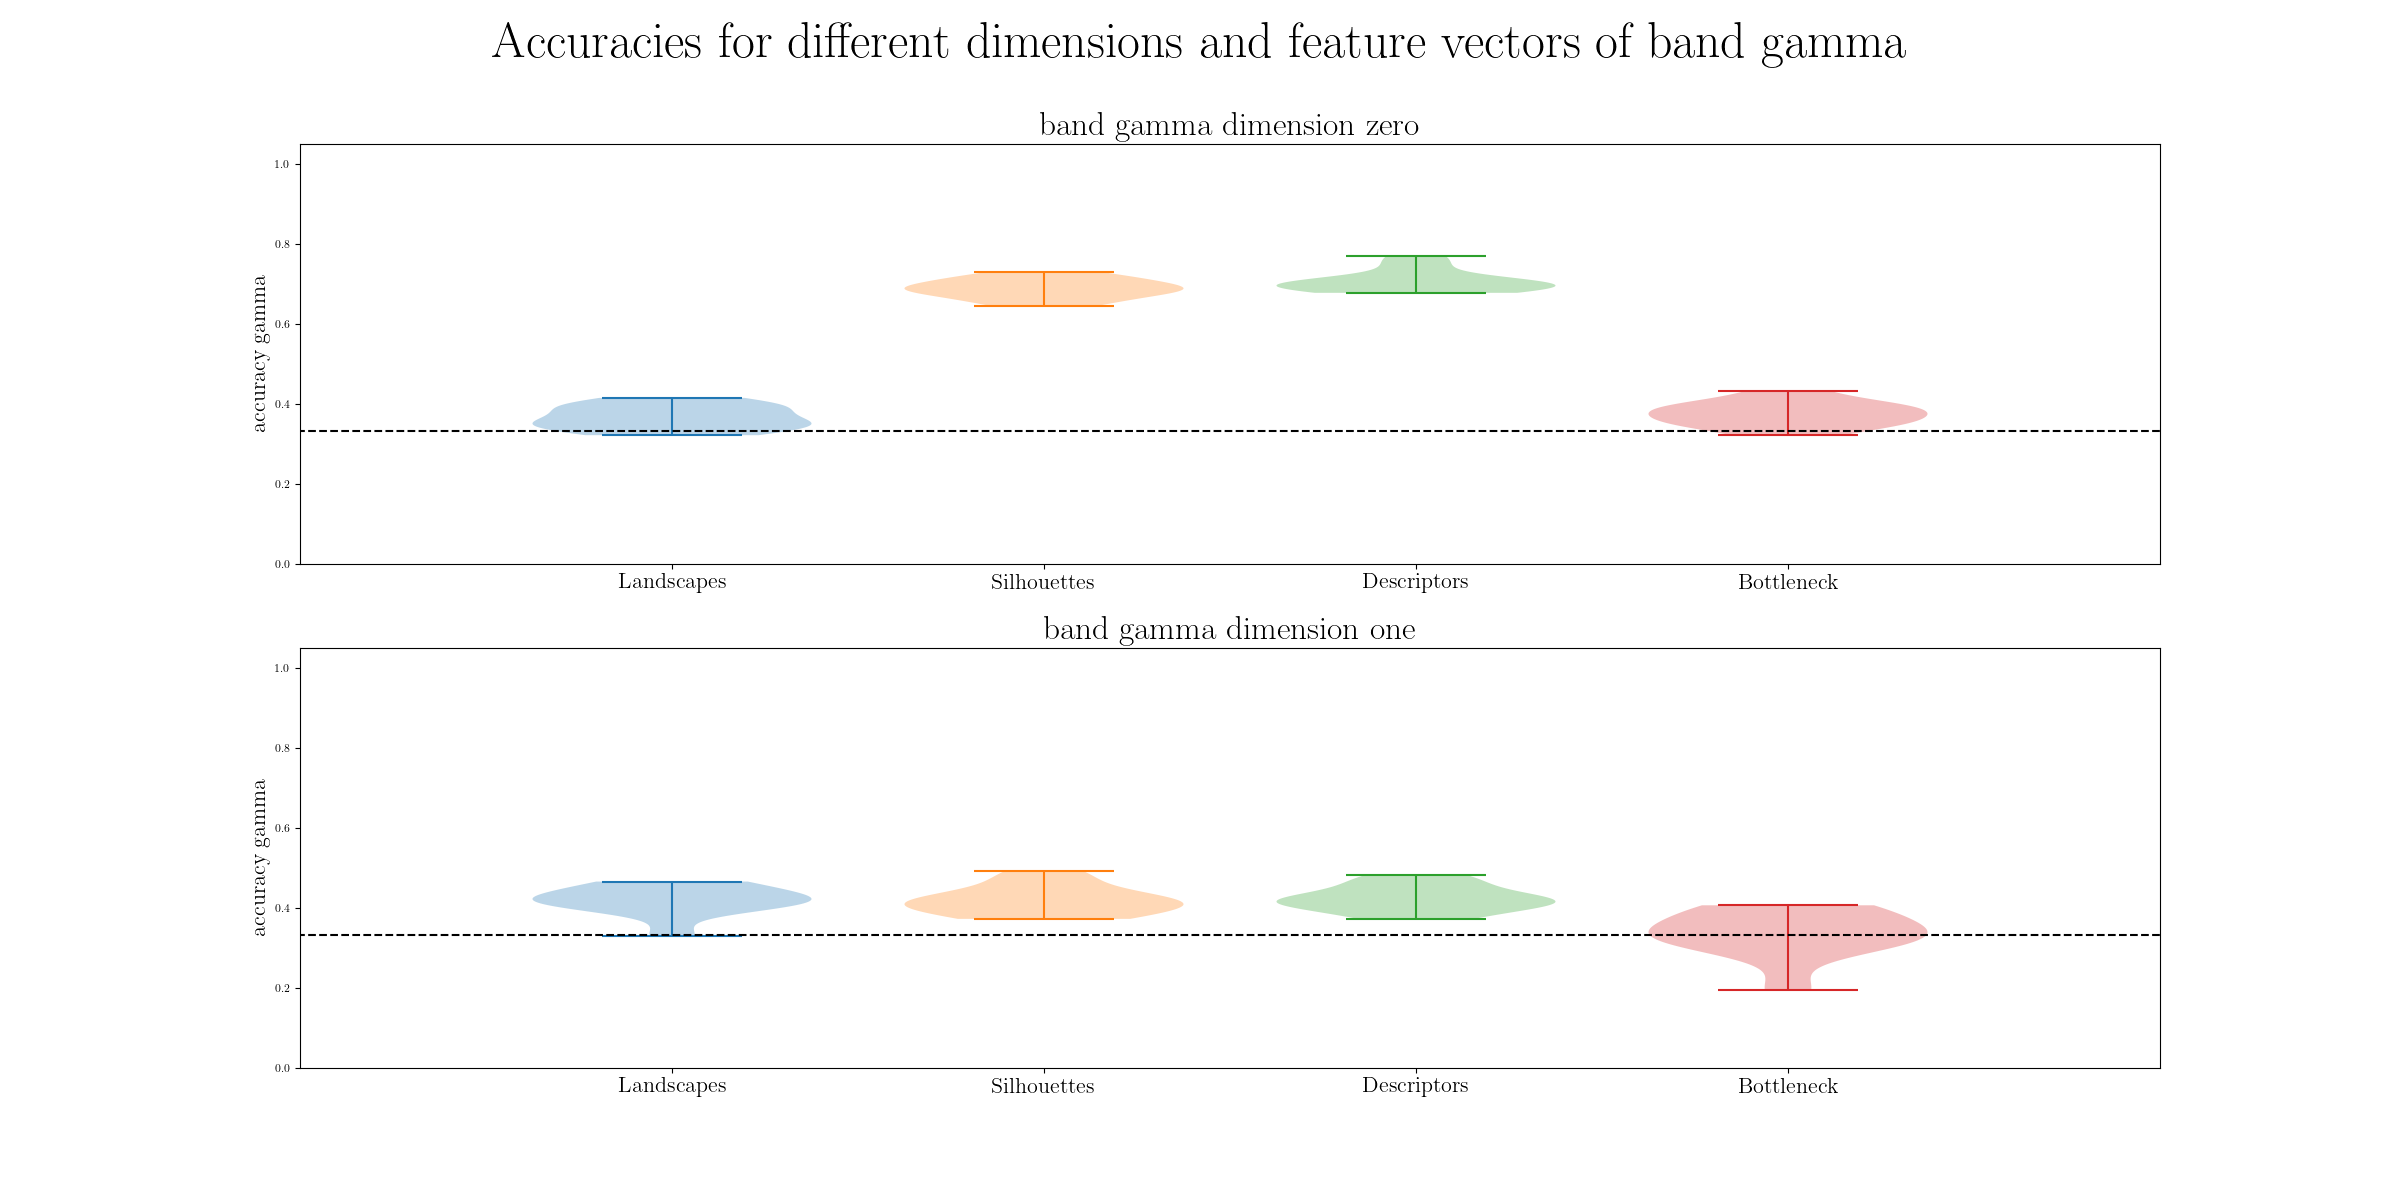 Accuracies for different dimensions and feature vectors of band gamma
band gamma dimension zero
1.0
0.8
0.6
0.4
0.2
0.0
accuracy gamma
Landscapes Silhouettes Descriptors Bottleneck
band gamma dimension one
1.0
0.8
0.6
0.4
0.2
0.0
accuracy gamma
Landscapes Silhouettes Descriptors Bottleneck